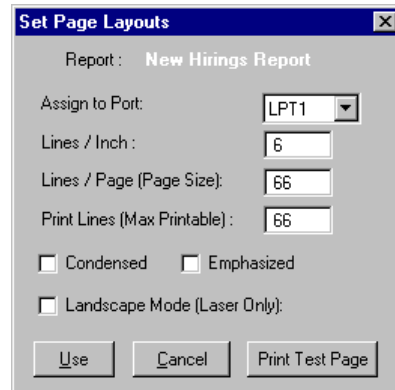 Set Page Layouts
Report : New Hirings Report
Assign to Port: LPT1
Lines / Inch : 6
Lines / Page (Page Size): 66
Print Lines (Max Printable) : 66
Condensed Emphasized
Landscape Mode (Laser Only):
Use Cancel Print Test Page